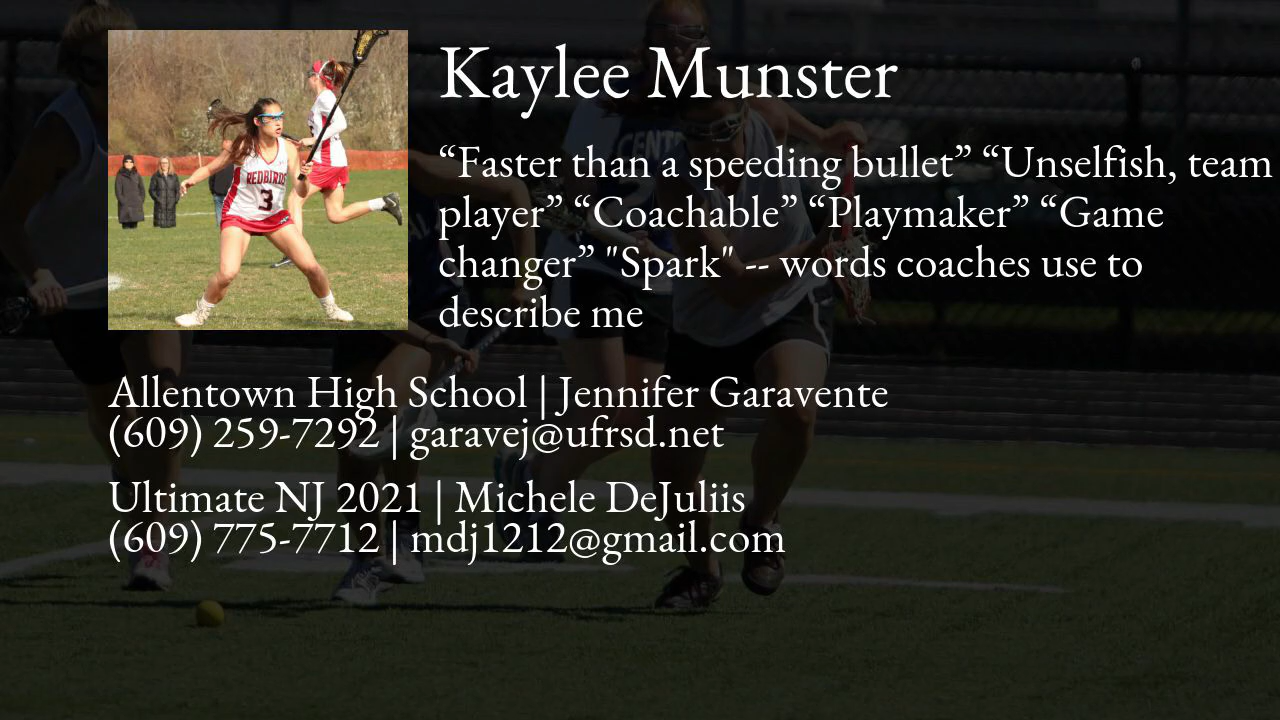 Kaylee Munster
“Faster than a speeding bullet” “Unselfish, team
player” “Coachable” “Playmaker” “Game
changer” "Spark" -- words coaches use to
describe me
REDBIRDS
3
Allentown High School | Jennifer Garavente
(609) 259-7292 | garavej@ufrsd.net
Ultimate NJ 2021 | Michele DeJuliis
(609) 775-7712 | mdj1212@gmail.com